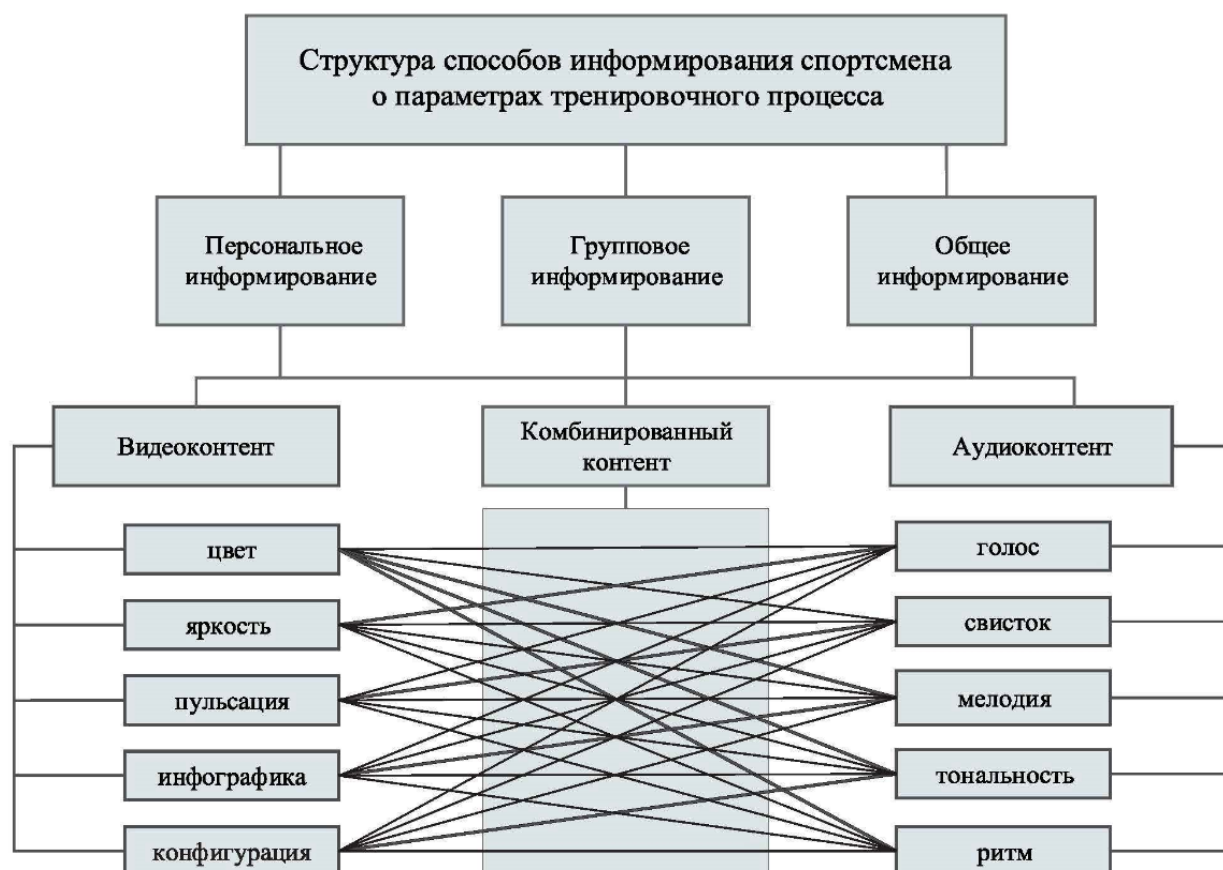 Структура способов информирования спортсмена
о параметрах тренировочного процесса
Персональное
информирование
Групповое
информирование
Общее
информирование
Видеоконтент
Комбинированный
контент
Аудиоконтент
цвет
голос
яркость
свисток
пульсация
мелодия
инфографика
тональность
конфигурация
ритм